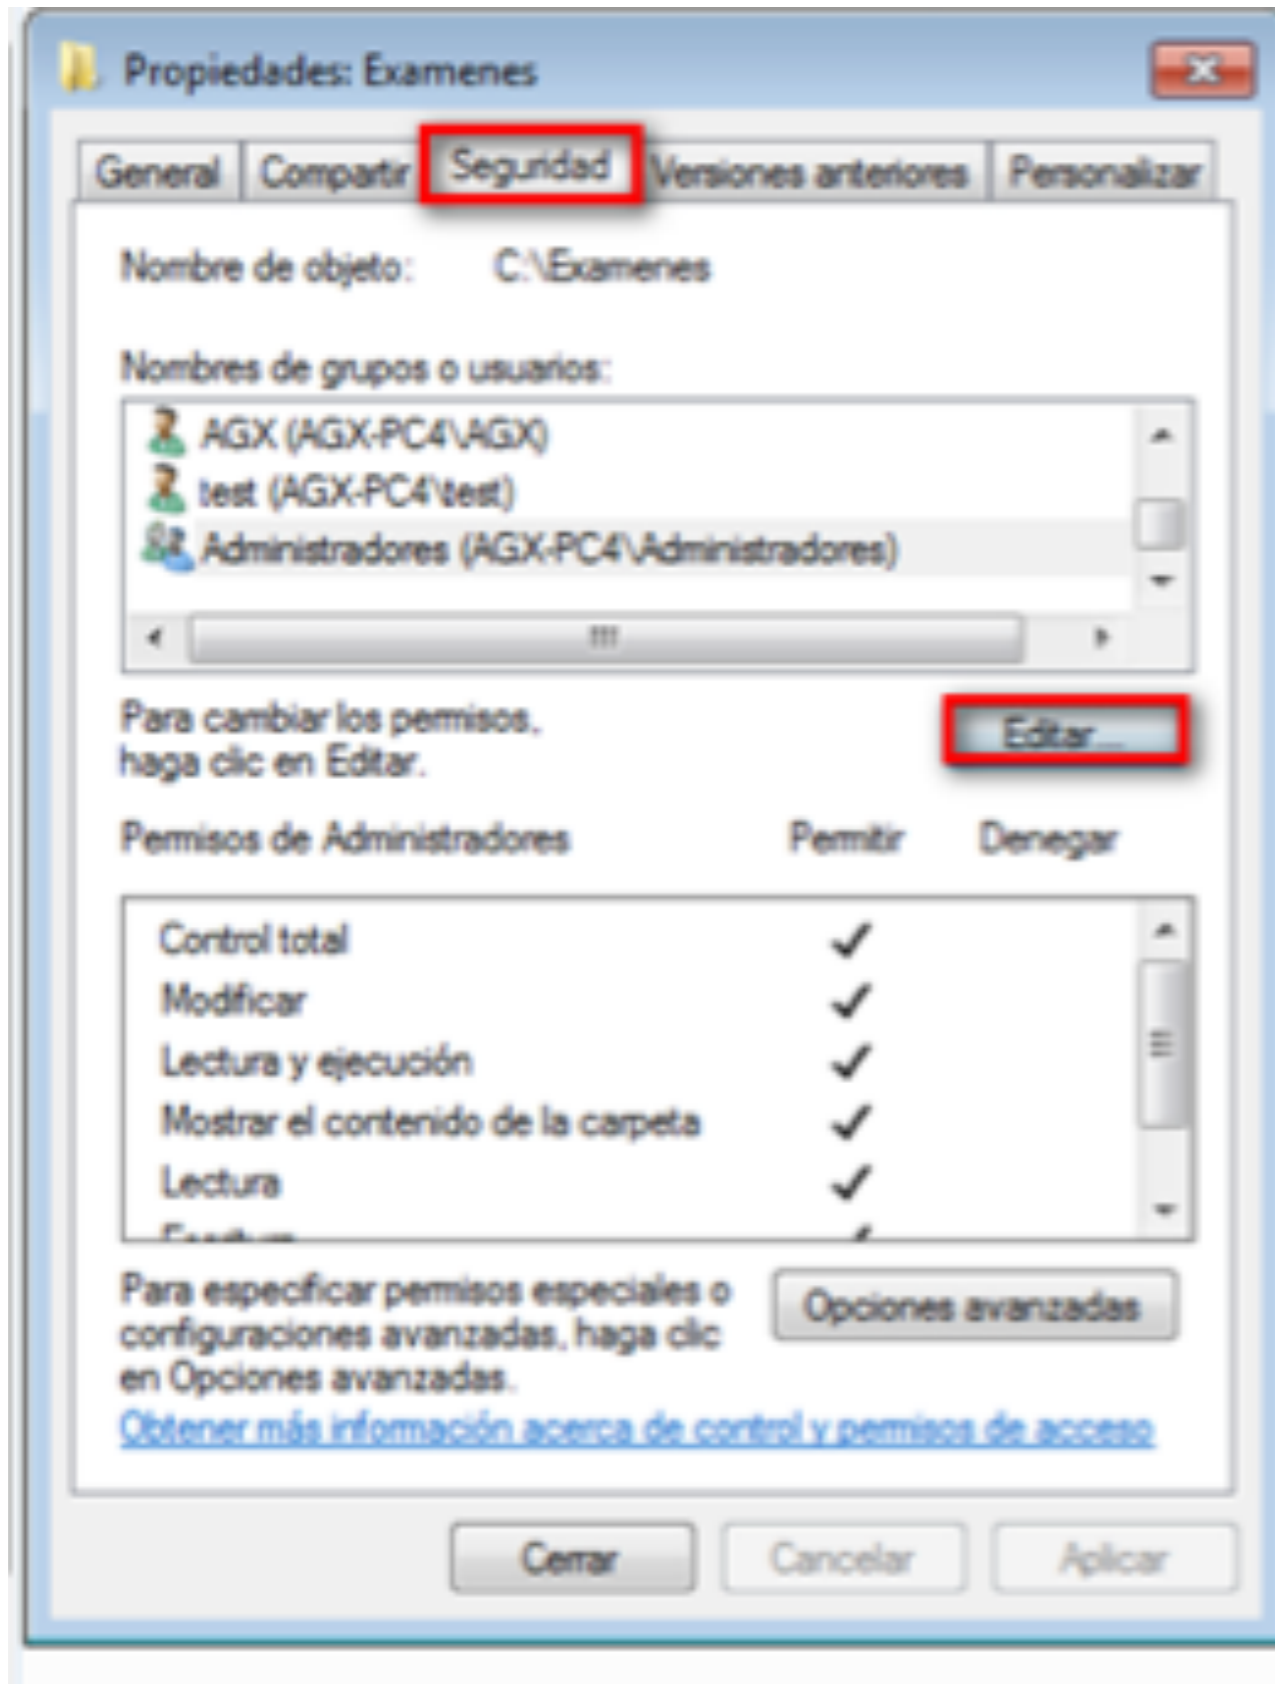 Propiedades: Examenes
General Compartir Seguridad Versiones anteriores Personalizar
Nombre de objeto: C:\Examenes
Nombres de grupos o usuarios:
AGX (AGX-PC4\AGX)
test (AGX-PC4\test)
Administradores (AGX-PC4\Administradores)
Para cambiar los permisos,
haga clic en Editar.
Editar...
Permisos de Administradores Permitir Denegar
Control total
Modificar
Lectura y ejecución
Mostrar el contenido de la carpeta
Lectura
Para especificar permisos especiales o
configuraciones avanzadas, haga clic
en Opciones avanzadas.
Opciones avanzadas
Obtener más información acerca de control y permisos de acceso
Cerrar Cancelar Aplicar